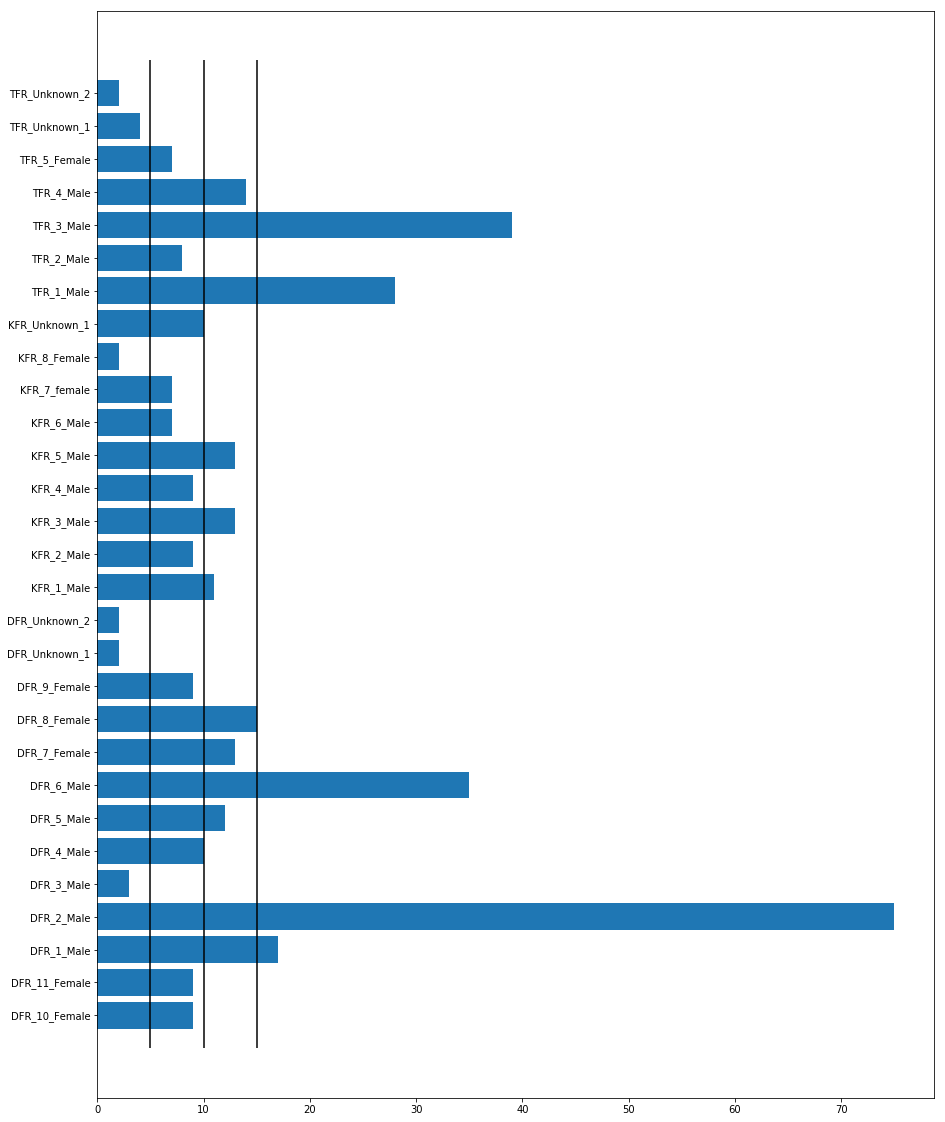 TFR_Unknown_2
TFR_Unknown_1
TFR_5_Female
TFR_4_Male
TFR_3_Male
TFR_2_Male
TFR_1_Male
KFR_Unknown_1
KFR_8_Female
KFR_7_female
KFR_6_Male
KFR_5_Male
KFR_4_Male
KFR_3_Male
KFR_2_Male
KFR_1_Male
DFR_Unknown_2
DFR_Unknown_1
DFR_9_Female
DFR_8_Female
DFR_7_Female
DFR_6_Male
DFR_5_Male
DFR_4_Male
DFR_3_Male
DFR_2_Male
DFR_1_Male
DFR_11_Female
DFR_10_Female
0 10 20 30 40 50 60 70